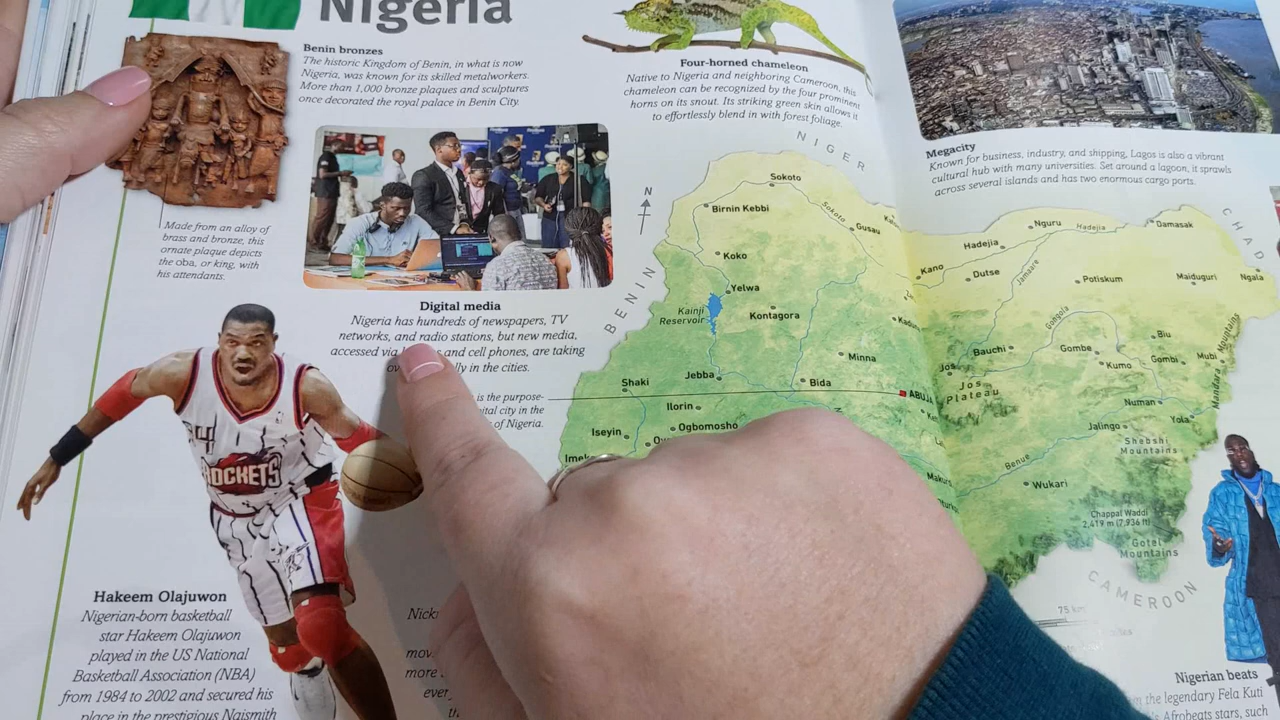 Nigeria
Benin bronzes
The historic Kingdom of Benin, in what is now
Nigeria, was known for its skilled metalworkers.
More than 1,000 bronze plaques and sculptures
once decorated the royal palace in Benin City.
Made from an alloy of
brass and bronze, this
ornate plaque depicts
the oba, or king, with
his attendants.
Digital media
Nigeria has hundreds of newspapers, TV
networks, and radio stations, but new media,
accessed via and cell phones, are taking
in the cities.
is the purpose-
city in the
of Nigeria.
ROCKETS
Hakeem Olajuwon
Nigerian-born basketball
star Hakeem Olajuwon
played in the US National
Basketball Association (NBA)
from 1984 to 2002 and secured his
place in the prestigious Naismith
more
Four-horned chameleon
Native to Nigeria and neighboring Cameroon, this
chameleon can be recognized by the four prominent
horns on its snout. Its striking green skin allows it
to effortlessly blend in with forest foliage.
Megacity
Known for business, industry, and shipping, Lagos is also a vibrant
cultural hub with many universities. Set around a lagoon, it sprawls
across several islands and has two enormous cargo ports.
NIGER
N
BENIN
CHAD
CAMEROON
Sokoto
Birnin Kebbi
Sokoto
Gusau
Koko
Yelwa
Kainji
Reservoir
Kontagora
Minna
Shaki
Jebba
Bida
ABUJA
Ilorin
Ogbomosho
Iseyin
Nguru
Hadejia
Hadejia
Damasak
Kano
Dutse
Jamaare
Potiskum
Maiduguri
Ngala
Gongola
Biu
Bauchi
Gombe
Kumo
Gombi
Mubi
Mandara Mountains
Jos
Jos
Plateau
Numan
Yola
Jalingo
Shebshi
Mountains
Benue
Wukari
Chappal Waddi
2,419 m (7,936 ft)
Gotel
Mountains
75 km
Nigerian beats
the legendary Fela Kuti
Afrobeats stars, such